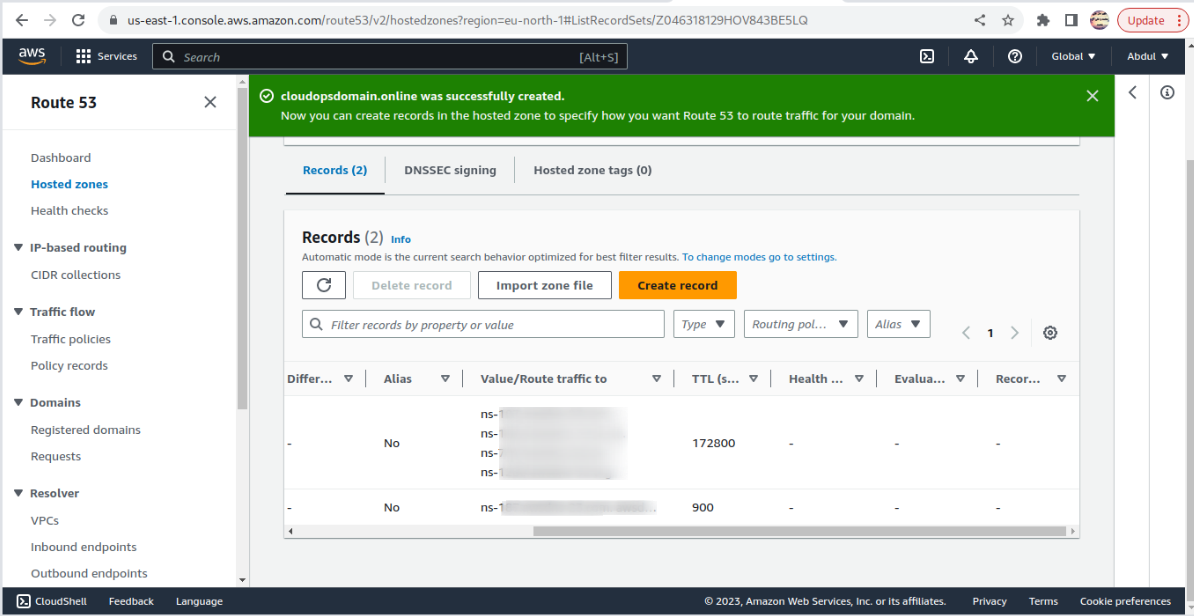 us-east-1.console.aws.amazon.com/route53/v2/hostedzones?region=eu-north-1#ListRecordSets/Z046318129HOV843BE5LQ
Update
aws
Services
Search
[Alt+S]
Global
Abdul
Route 53
Dashboard
Hosted zones
Health checks
IP-based routing
CIDR collections
Traffic flow
Traffic policies
Policy records
Domains
Registered domains
Requests
Resolver
VPCs
Inbound endpoints
Outbound endpoints
cloudopsdomain.online was successfully created.
Now you can create records in the hosted zone to specify how you want Route 53 to route traffic for your domain.
Records (2)
DNSSEC signing
Hosted zone tags (0)
Records (2) Info
Automatic mode is the current search behavior optimized for best filter results. To change modes go to settings.
Delete record
Import zone file
Create record
Filter records by property or value
Type
Routing pol...
Alias
1
Differ...
Alias
Value/Route traffic to
TTL (s...
Health ...
Evalua...
Recor...
-
No
ns-
ns-
ns-
ns-
172800
-
-
-
-
No
ns-
900
-
-
-
CloudShell
Feedback
Language
© 2023, Amazon Web Services, Inc. or its affiliates.
Privacy
Terms
Cookie preferences